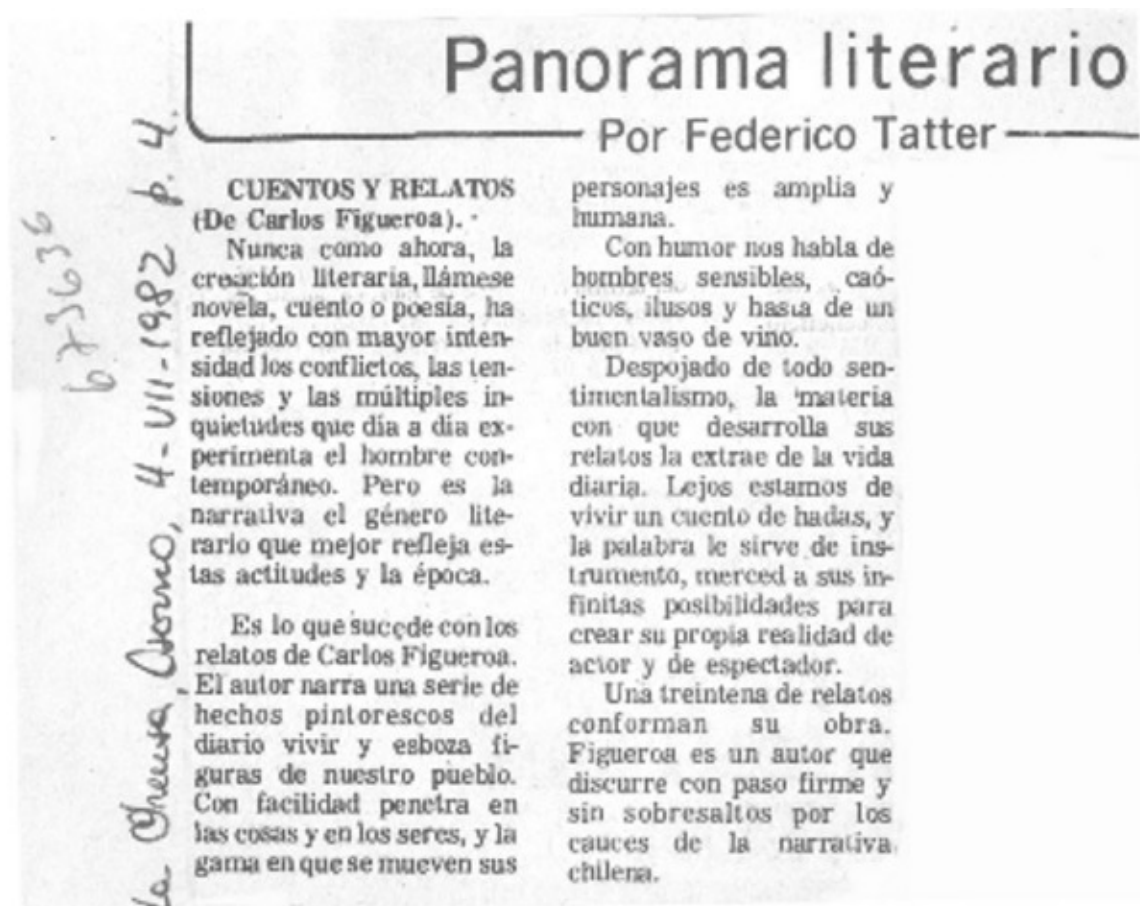 Panorama literario
Por Federico Tatter
CUENTOS Y RELATOS
(De Carlos Figueroa).
Nunca como ahora, la
creación literaria, llámese
novela, cuento o poesía, ha
reflejado con mayor inten-
sidad los conflictos, las ten-
siones y las múltiples in-
quietudes que día a día ex-
perimenta el hombre con-
temporáneo. Pero es la
narrativa el género lite-
rario que mejor refleja es-
tas actitudes y la época.
Es lo que sucede con los
relatos de Carlos Figueroa.
El autor narra una serie de
hechos pintorescos del
diario vivir y esboza fi-
guras de nuestro pueblo.
Con facilidad penetra en
las cosas y en los seres, y la
gama en que se mueven sus
personajes es amplia y
humana.
Con humor nos habla de
hombres sensibles, caó-
ticos, ilusos y hasta de un
buen vaso de vino.
Despojado de todo sen-
timentalismo, la materia
con que desarrolla sus
relatos la extrae de la vida
diaria. Lejos estamos de
vivir un cuento de hadas, y
la palabra le sirve de ins-
trumento, merced a sus in-
finitas posibilidades para
crear su propia realidad de
actor y de espectador.
Una treintena de relatos
conforman su obra.
Figueroa es un autor que
discurre con paso firme y
sin sobresaltos por los
cauces de la narrativa
chilena.
La Prensa, Osorno, 4-VII-1982 p. 4.